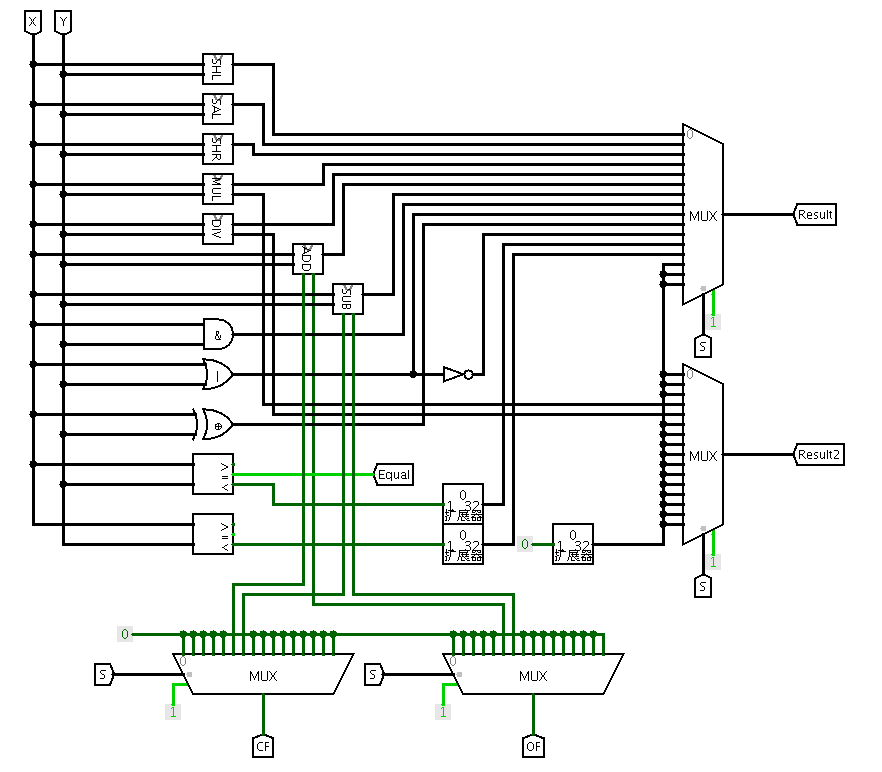 X Y
SHL
SAL
SHR
MUL
DIV
ADD
SUB
&
|
⊕
0
MUX
Result
1
S
0
MUX
Result2
1
S
>
=
<
Equal
0
1 32
扩展器
>
=
<
0
1 32
扩展器
0
0
1 32
扩展器
0
0
MUX
S
1
CF
0
MUX
S
1
OF